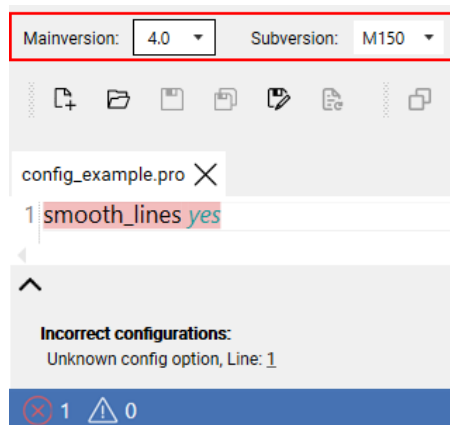 Mainversion: 4.0 Subversion: M150
config_example.pro
1 smooth_lines yes
Incorrect configurations:
Unknown config option, Line: 1
1 0